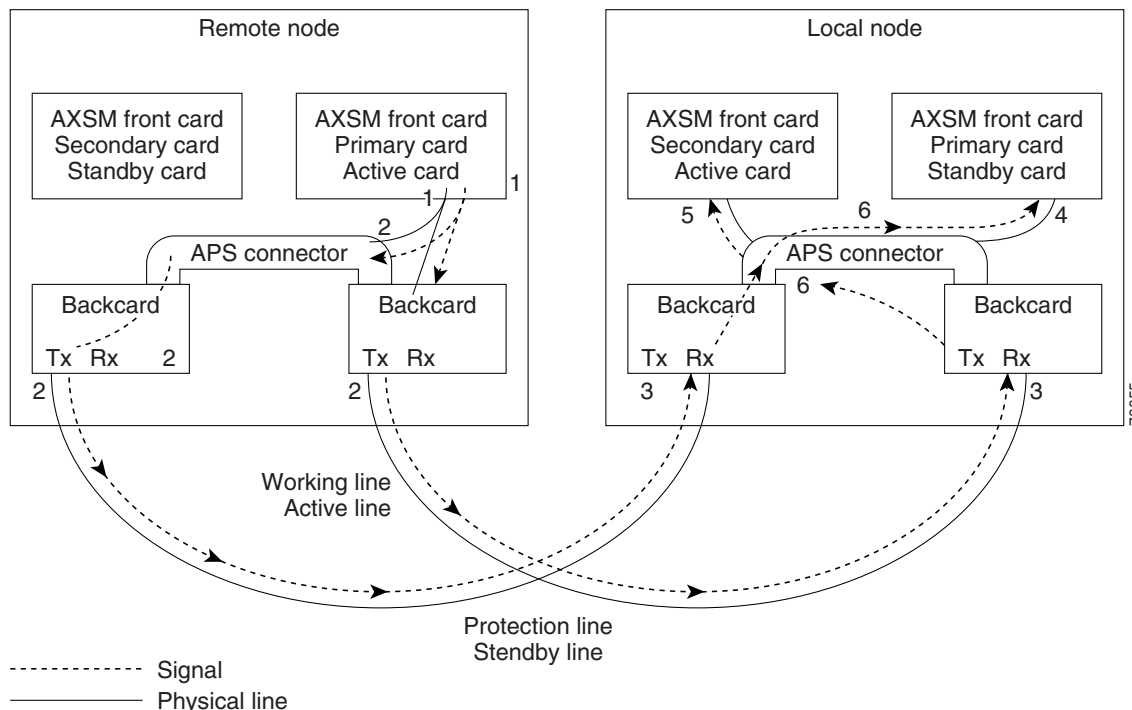 Remote node
Local node
AXSM front card
Secondary card
Standby card
AXSM front card
Primary card
Active card
AXSM front card
Secondary card
Active card
AXSM front card
Primary card
Standby card
1
1
2
5
6
4
APS connector
APS connector
6
Backcard
Backcard
Backcard
Backcard
Tx Rx 2
Tx Rx
Tx Rx
Tx Rx
2
2
3
3
Working line
Active line
Protection line
Stendby line
Signal
Physical line